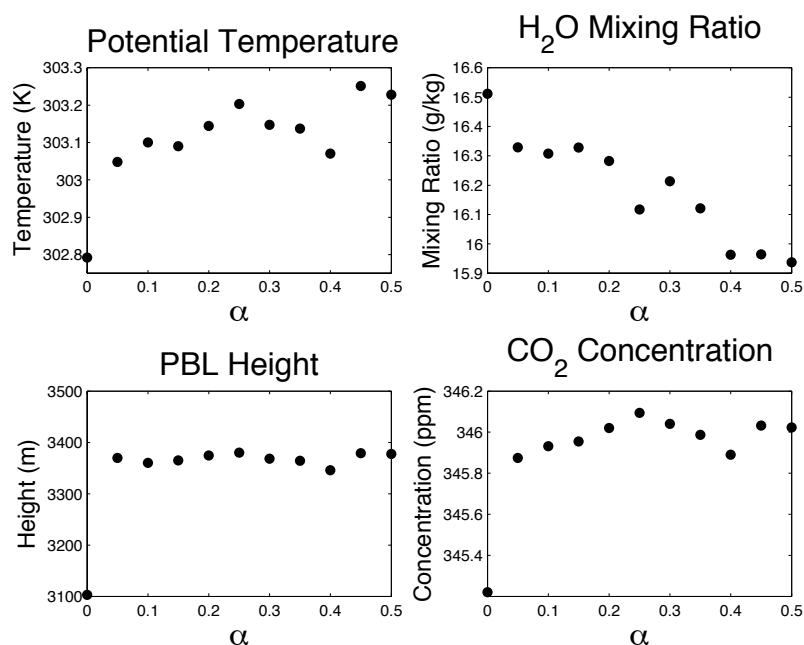 Potential Temperature
303.3
303.2
303.1
303
302.9
302.8
Temperature (K)
0 0.1 0.2 0.3 0.4 0.5
α
H₂O Mixing Ratio
16.6
16.5
16.4
16.3
16.2
16.1
16
15.9
Mixing Ratio (g/kg)
0 0.1 0.2 0.3 0.4 0.5
α
PBL Height
3500
3400
3300
3200
3100
Height (m)
0 0.1 0.2 0.3 0.4 0.5
α
CO₂ Concentration
346.2
346
345.8
345.6
345.4
Concentration (ppm)
0 0.1 0.2 0.3 0.4 0.5
α